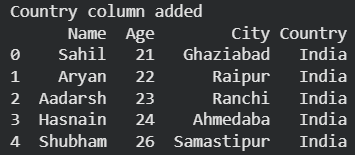 Country column added
Name Age City Country
0 Sahil 21 Ghaziabad India
1 Aryan 22 Raipur India
2 Aadarsh 23 Ranchi India
3 Hasnain 24 Ahmedaba India
4 Shubham 26 Samastipur India